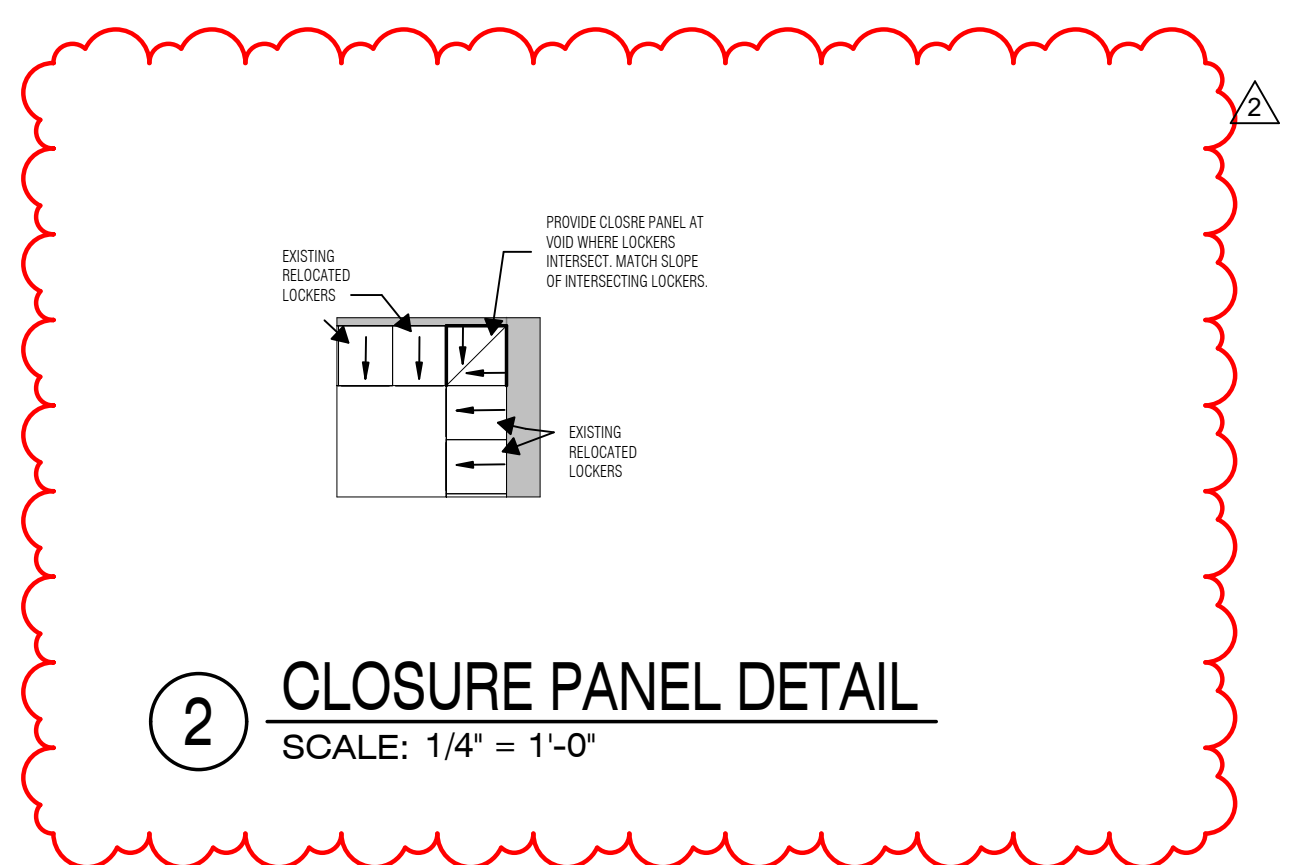 2
PROVIDE CLOSRE PANEL AT
VOID WHERE LOCKERS
INTERSECT. MATCH SLOPE
OF INTERSECTING LOCKERS.
EXISTING
RELOCATED
LOCKERS
EXISTING
RELOCATED
LOCKERS
2
CLOSURE PANEL DETAIL
SCALE: 1/4" = 1'-0"